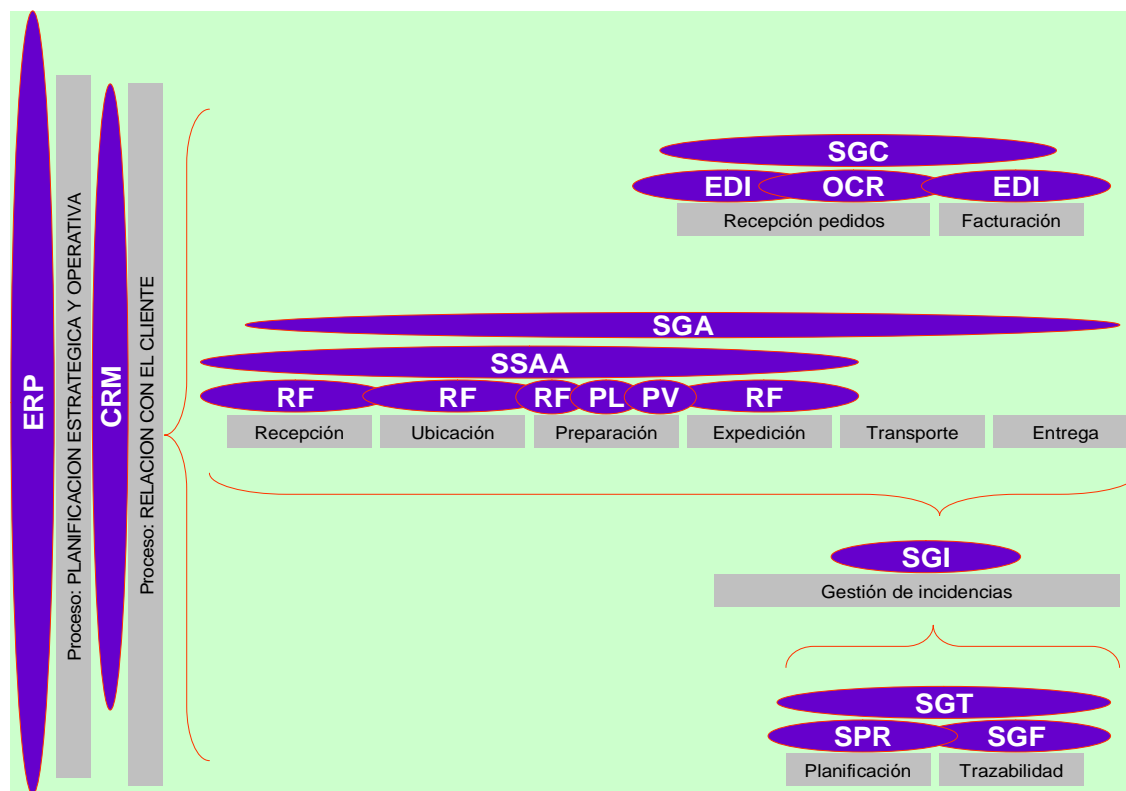 ERP
Proceso: PLANIFICACION ESTRATEGICA Y OPERATIVA
CRM
Proceso: RELACION CON EL CLIENTE
SGC
EDI OCR EDI
Recepción pedidos Facturación
SGA
SSAA
RF RF RF PL PV RF
Recepción Ubicación Preparación Expedición Transporte Entrega
SGI
Gestión de incidencias
SGT
SPR SGF
Planificación Trazabilidad